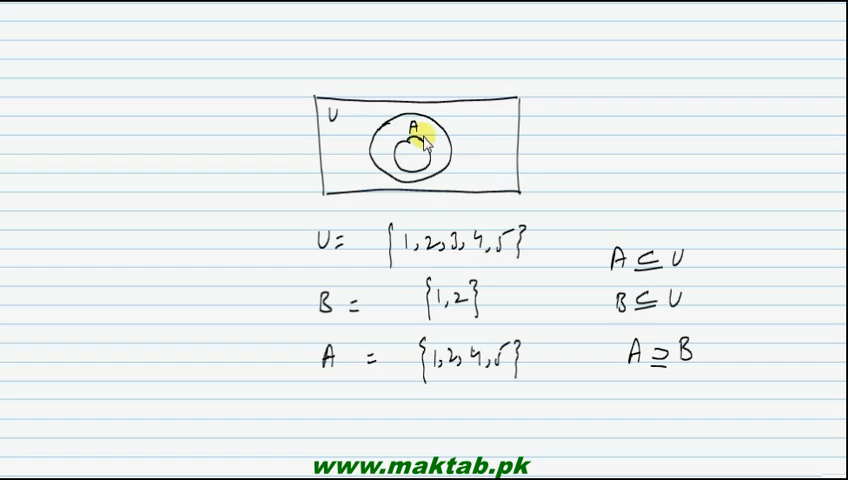 U
A
U = {1,2,3,4,5}
A ⊆ U
B = {1,2}
B ⊆ U
A = {1,2,4,5}
A ⊇ B
www.maktab.pk